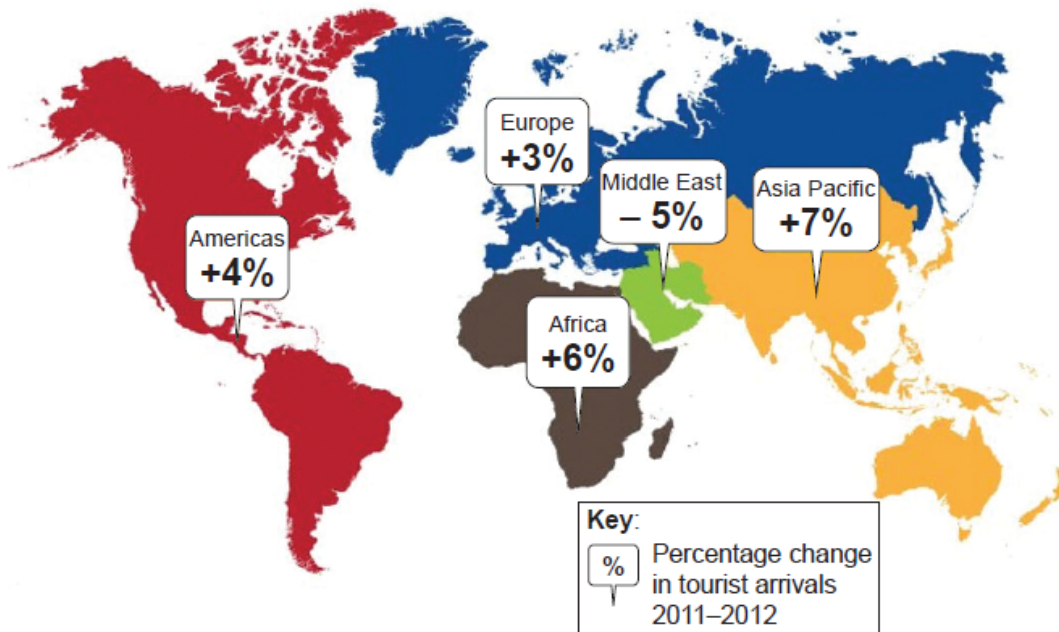 Europe
+3%
Middle East
– 5%
Asia Pacific
+7%
Americas
+4%
Africa
+6%
Key:
%
Percentage change
in tourist arrivals
2011–2012